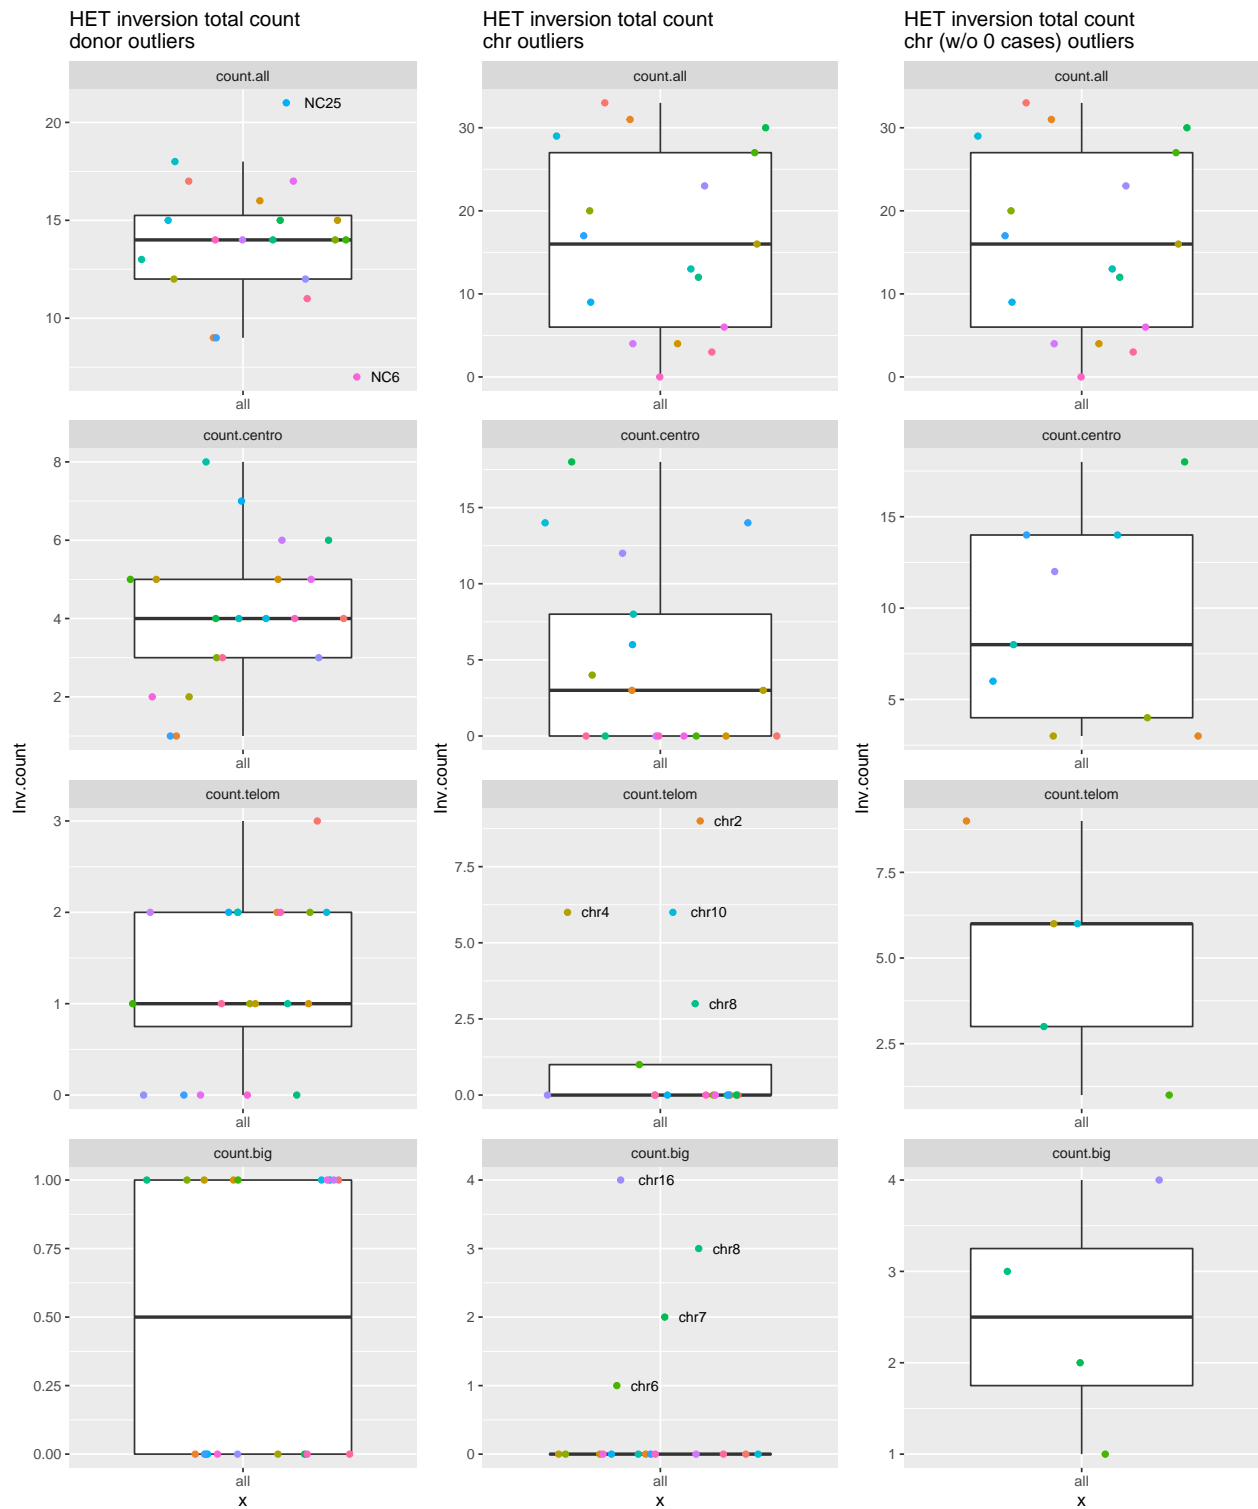 HET inversion total count
donor outliers
HET inversion total count
chr outliers
HET inversion total count
chr (w/o 0 cases) outliers
count.all
20
15
10
NC25
NC6
all
count.all
30
20
10
0
all
count.all
30
20
10
0
all
count.centro
8
6
4
2
all
count.centro
15
10
5
0
all
count.centro
15
10
5
all
Inv.count
Inv.count
Inv.count
count.telom
3
2
1
0
all
count.telom
7.5
5.0
2.5
0.0
chr2
chr4
chr10
chr8
all
count.telom
7.5
5.0
2.5
all
count.big
1.00
0.75
0.50
0.25
0.00
all
x
count.big
4
3
2
1
0
chr16
chr8
chr7
chr6
all
x
count.big
4
3
2
1
all
x